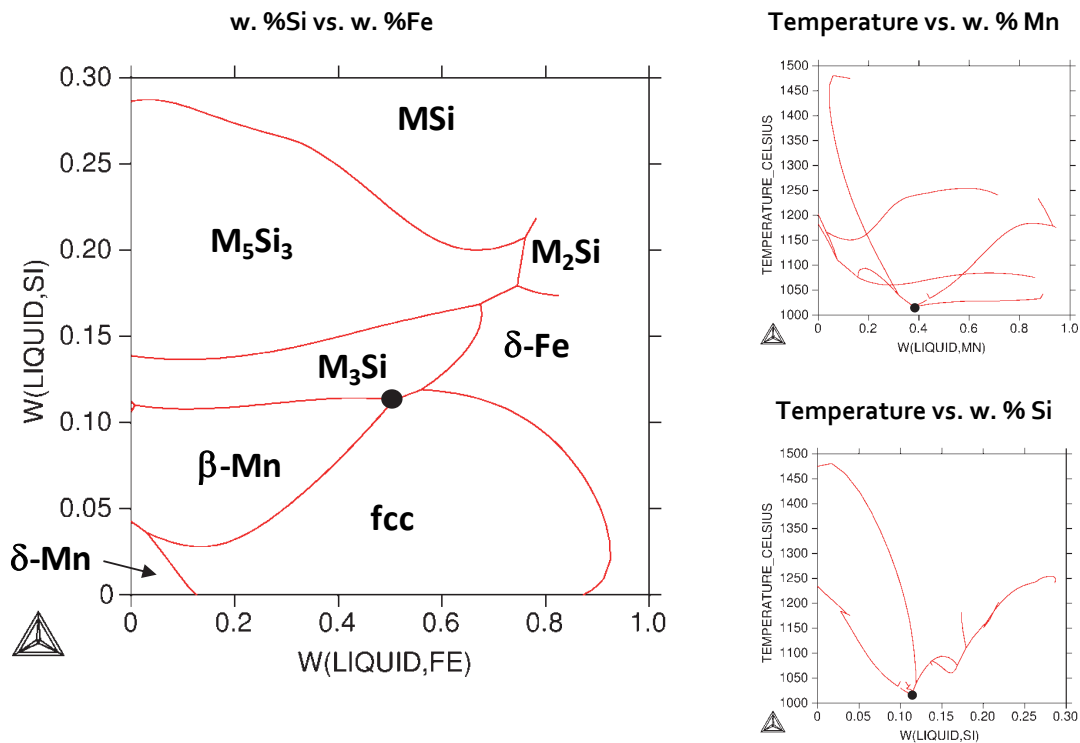 w. %Si vs. w. %Fe
0.30
0.25
0.20
0.15
0.10
0.05
0
W(LIQUID,SI)
MSi
M5Si3
M2Si
δ-Fe
M3Si
β-Mn
fcc
δ-Mn
0 0.2 0.4 0.6 0.8 1.0
W(LIQUID,FE)
Temperature vs. w. % Mn
1500
1450
1400
1350
1300
1250
1200
1150
1100
1050
1000
TEMPERATURE_CELSIUS
0 0.2 0.4 0.6 0.8 1.0
W(LIQUID,MN)
Temperature vs. w. % Si
1500
1450
1400
1350
1300
1250
1200
1150
1100
1050
1000
TEMPERATURE_CELSIUS
0 0.05 0.10 0.15 0.20 0.25 0.30
W(LIQUID,SI)